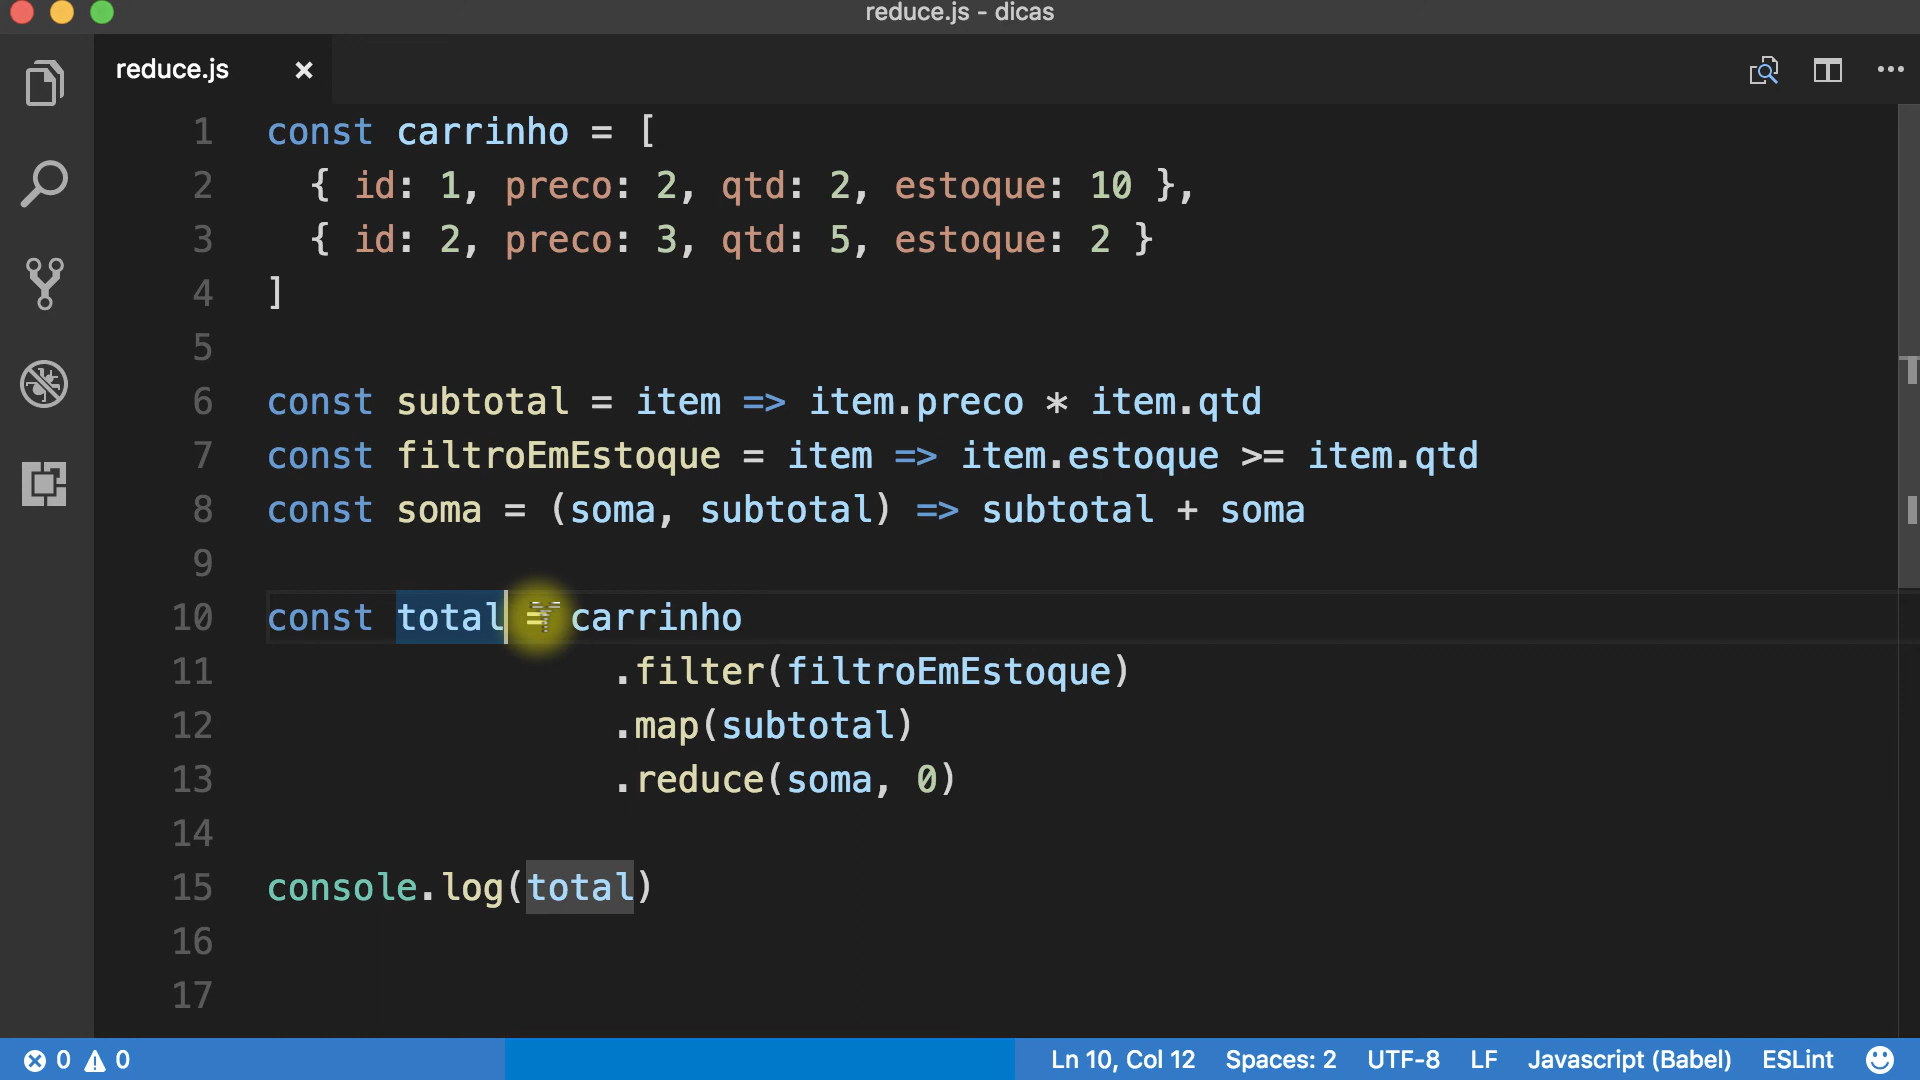 reduce.js - dicas
reduce.js
1 const carrinho = [
2 { id: 1, preco: 2, qtd: 2, estoque: 10 },
3 { id: 2, preco: 3, qtd: 5, estoque: 2 }
4 ]
5
6 const subtotal = item => item.preco * item.qtd
7 const filtroEmEstoque = item => item.estoque >= item.qtd
8 const soma = (soma, subtotal) => subtotal + soma
9
10 const total = carrinho
11 .filter(filtroEmEstoque)
12 .map(subtotal)
13 .reduce(soma, 0)
14
15 console.log(total)
16
17
0 0 Ln 10, Col 12 Spaces: 2 UTF-8 LF Javascript (Babel) ESLint